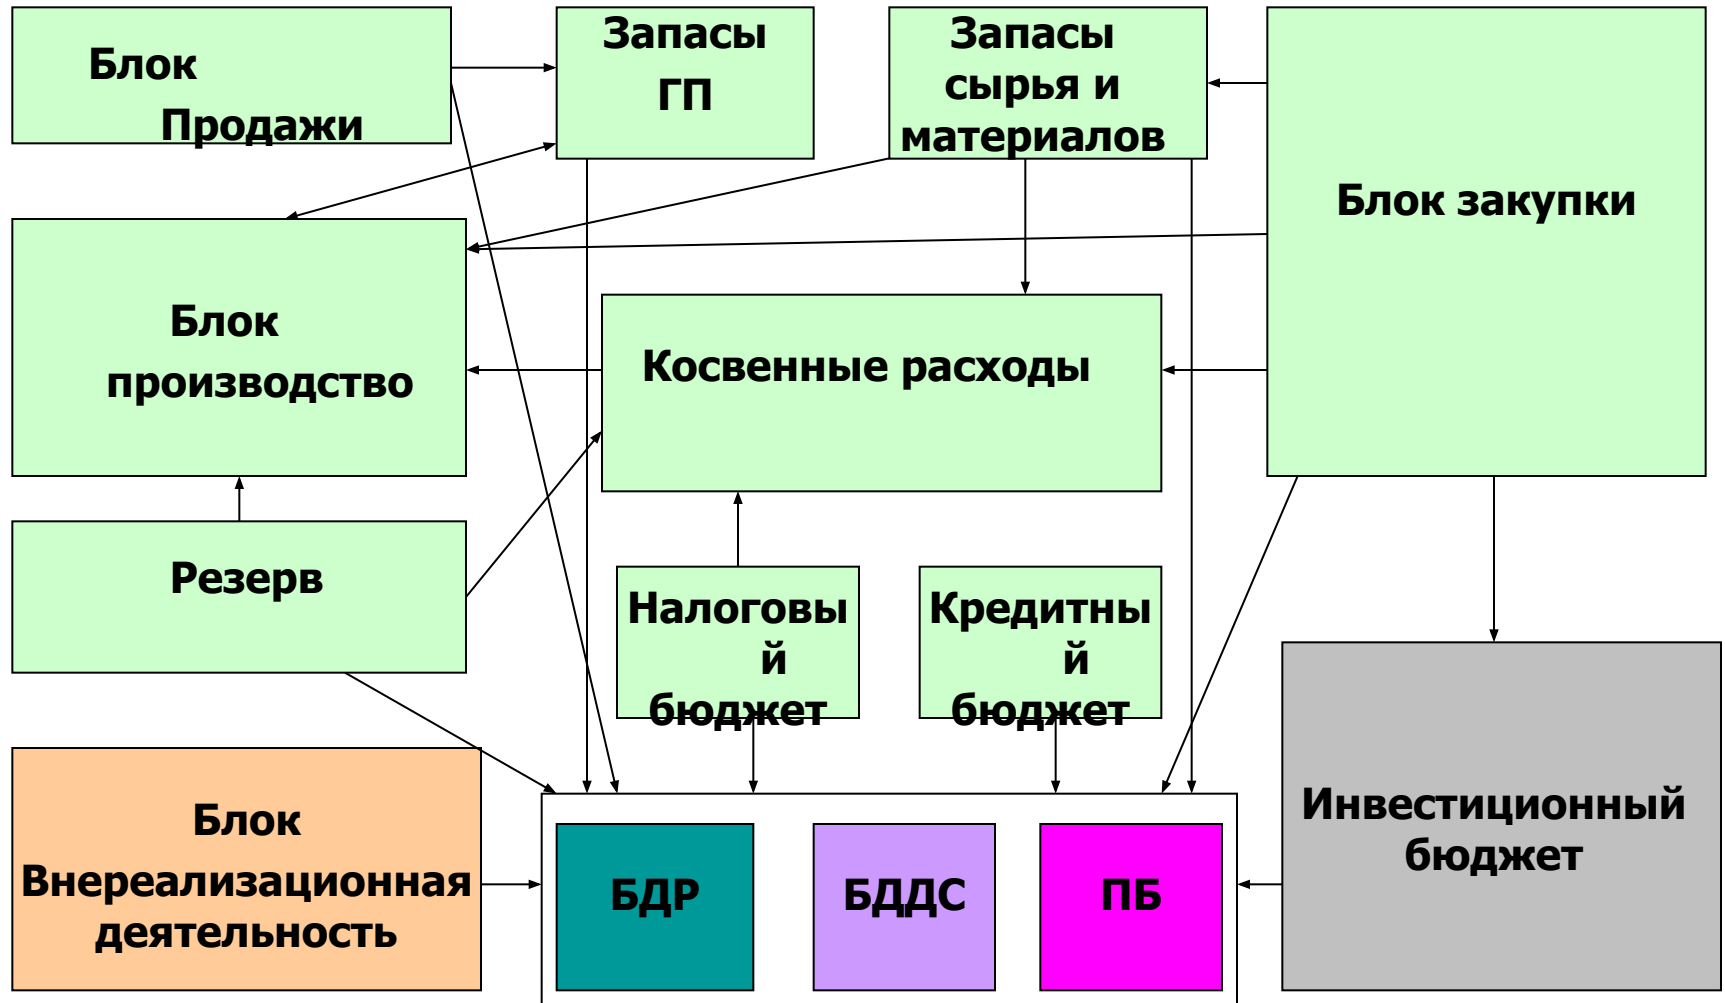 Блок
Продажи
Запасы
ГП
Запасы
сырья и
материалов
Блок закупки
Блок
производство
Косвенные расходы
Резерв
Налоговы
й
бюджет
Кредитны
й
бюджет
Блок
Внереализационная
деятельность
БДР
БДДС
ПБ
Инвестиционный
бюджет